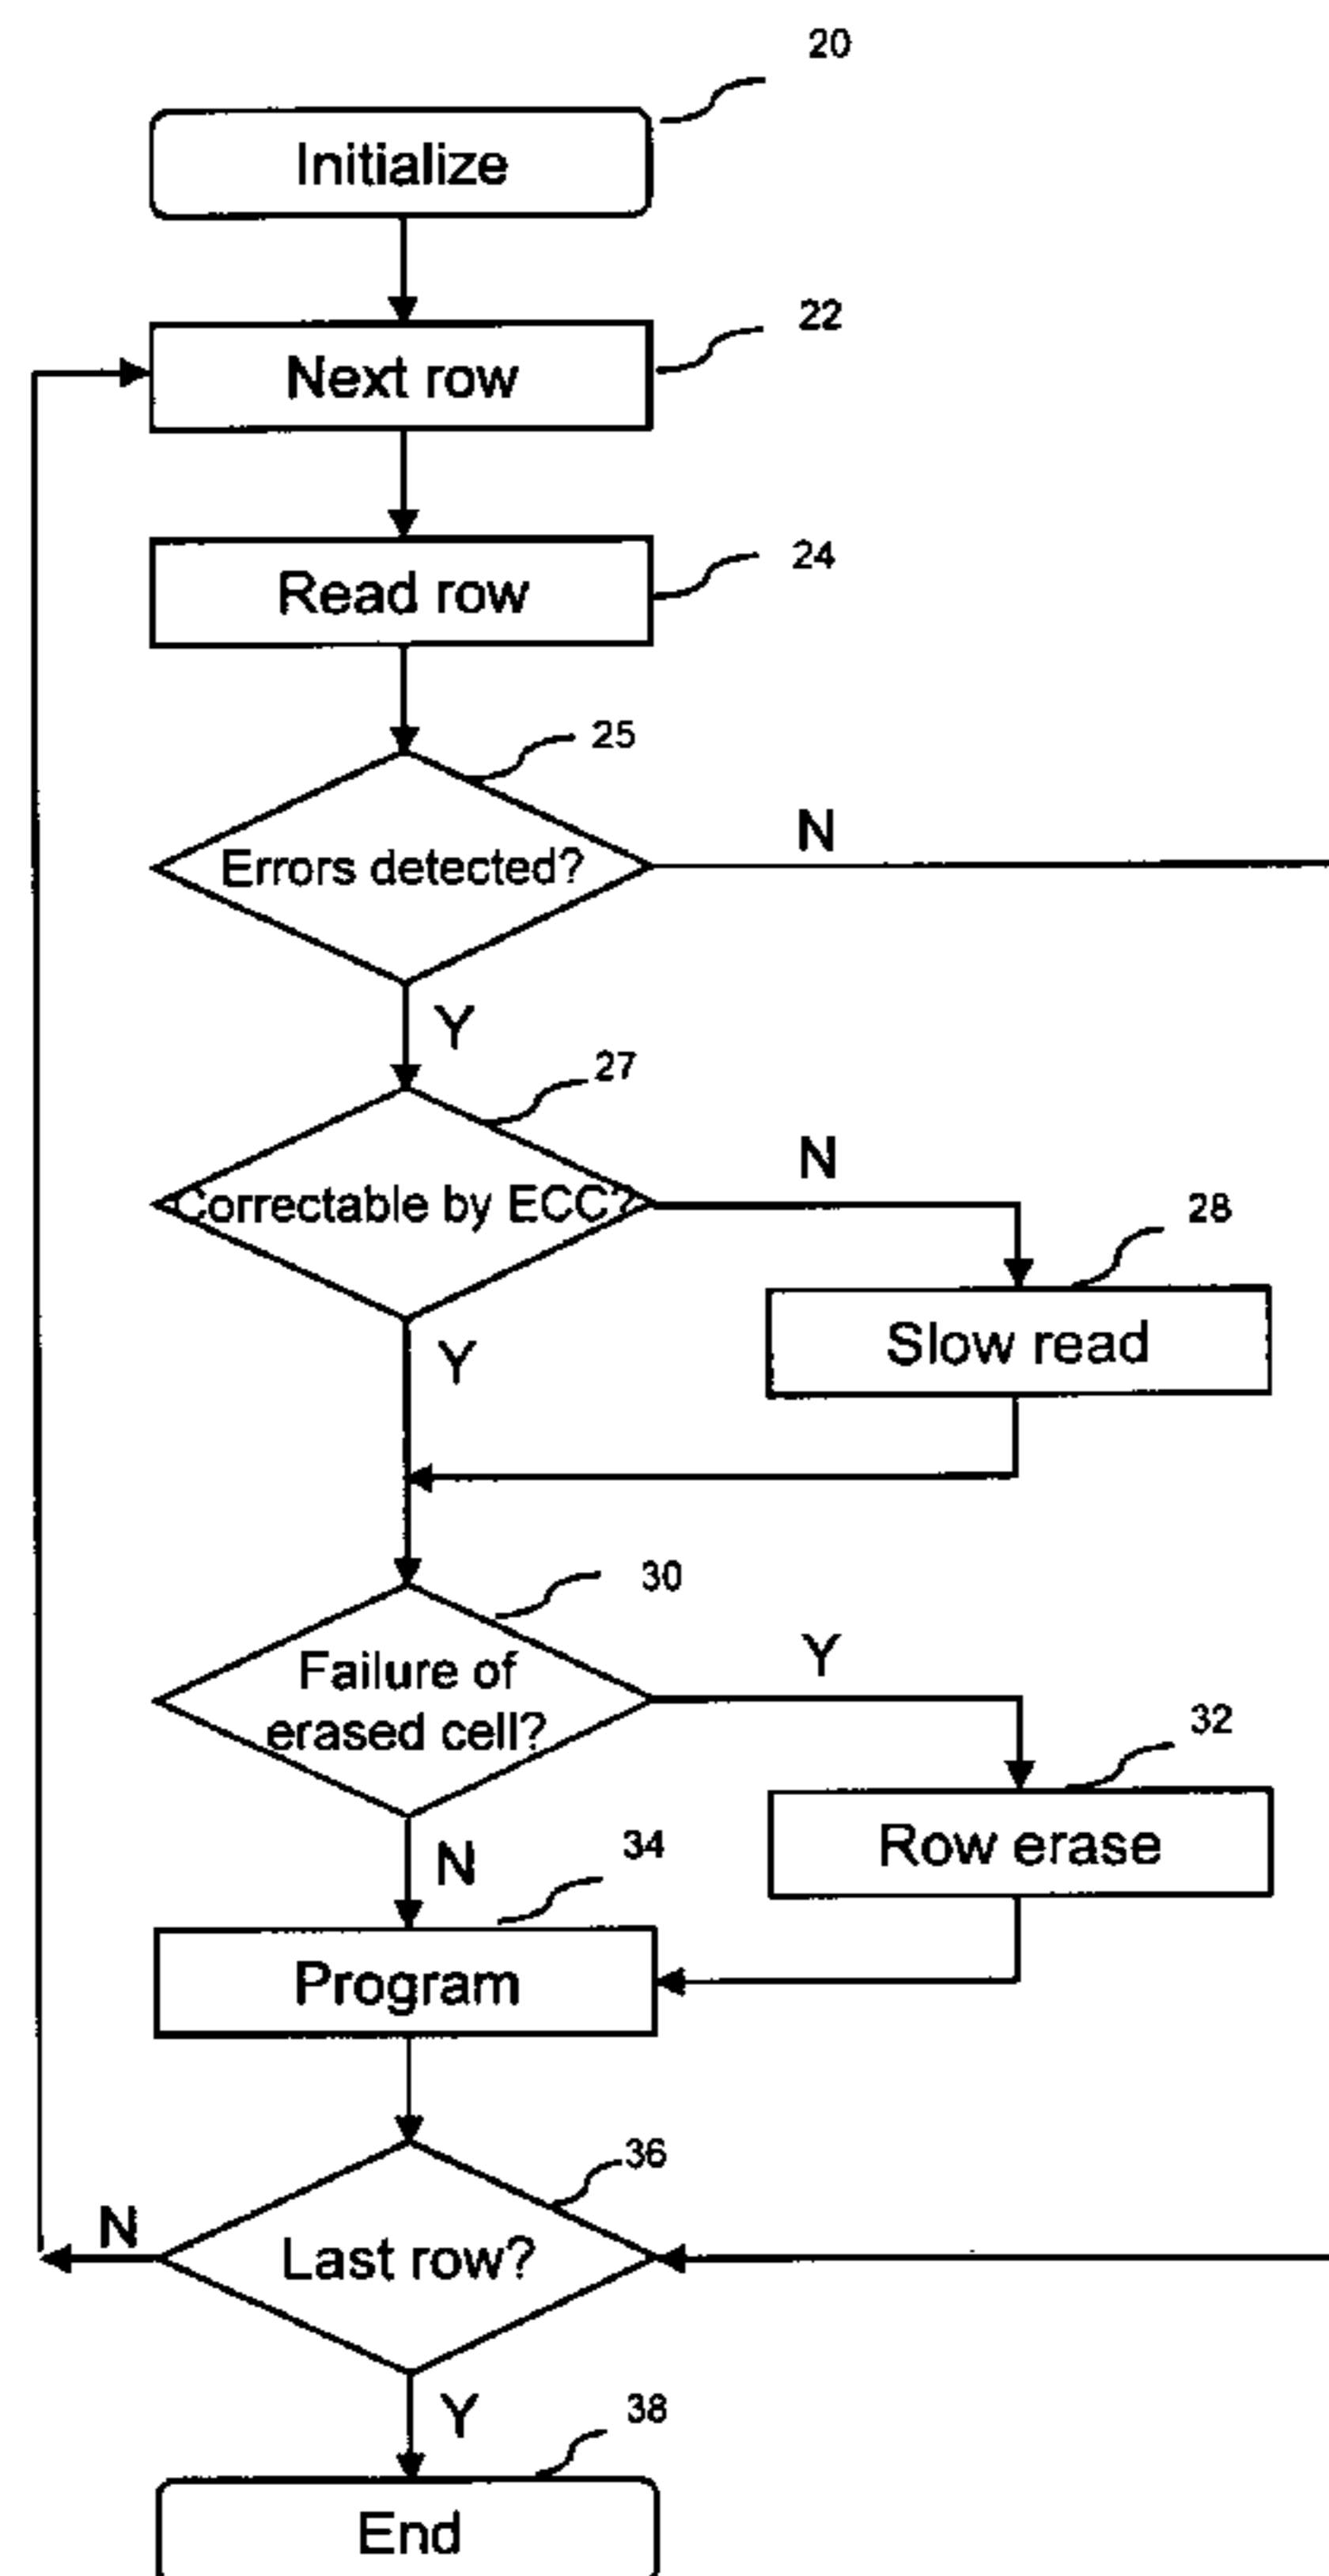 20
Initialize
22
Next row
24
Read row
25
Errors detected?
N
Y
27
Correctable by ECC?
N
28
Slow read
Y
30
Failure of
erased cell?
Y
32
Row erase
N
34
Program
36
Last row?
N
Y
38
End